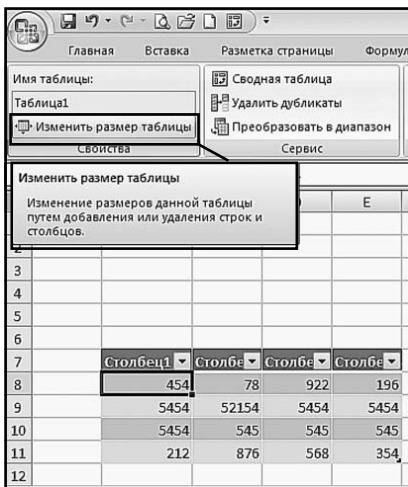 Главная Вставка Разметка страницы Форму
Имя таблицы: Сводная таблица
Таблица1 Удалить дубликаты
Изменить размер таблицы Преобразовать в диапазон
Свойства Сервис
Изменить размер таблицы
Изменение размеров данной таблицы
путем добавления или удаления строк и
столбцов.
E
3
4
5
6
7 Столбец1 Столбе Столбе Столбе
8 454 78 922 196
9 5454 52154 5454 5454
10 5454 545 545 545
11 212 876 568 354
12